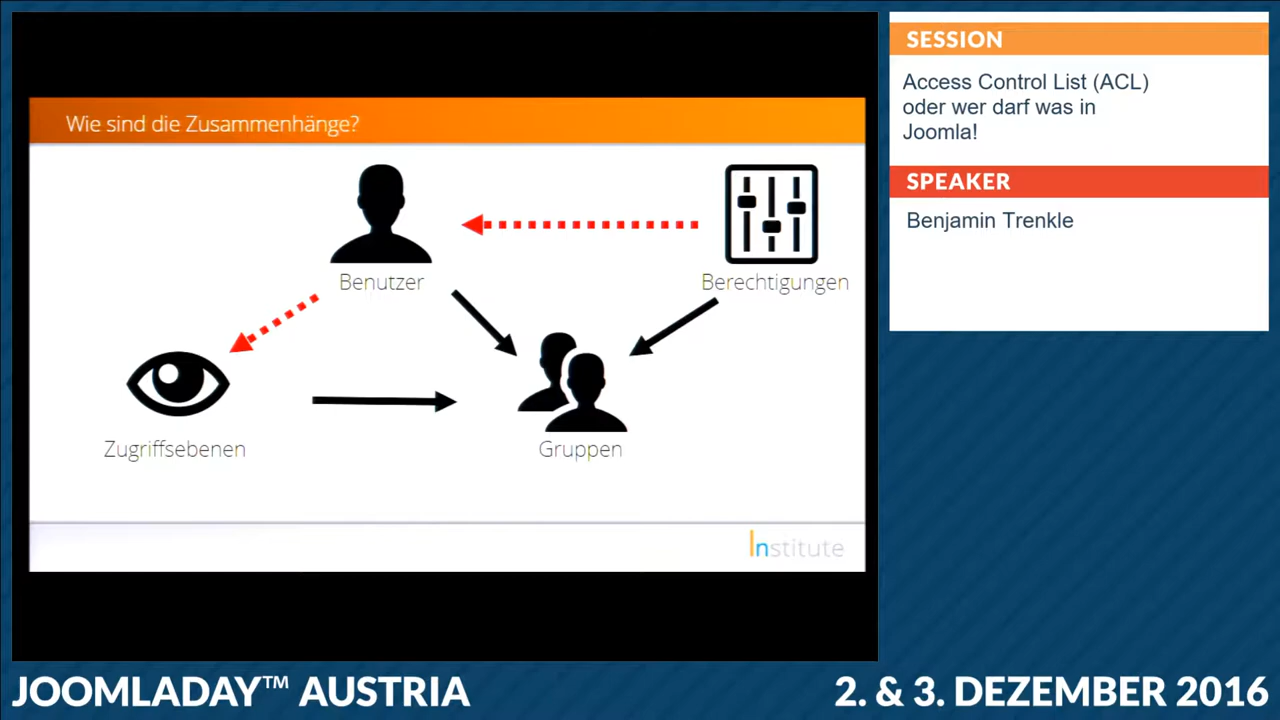 Wie sind die Zusammenhänge?
Benutzer
Berechtigungen
Zugriffsebenen
Gruppen
Institute
SESSION
Access Control List (ACL)
oder wer darf was in
Joomla!
SPEAKER
Benjamin Trenkle
JOOMLADAY™ AUSTRIA
2. & 3. DEZEMBER 2016